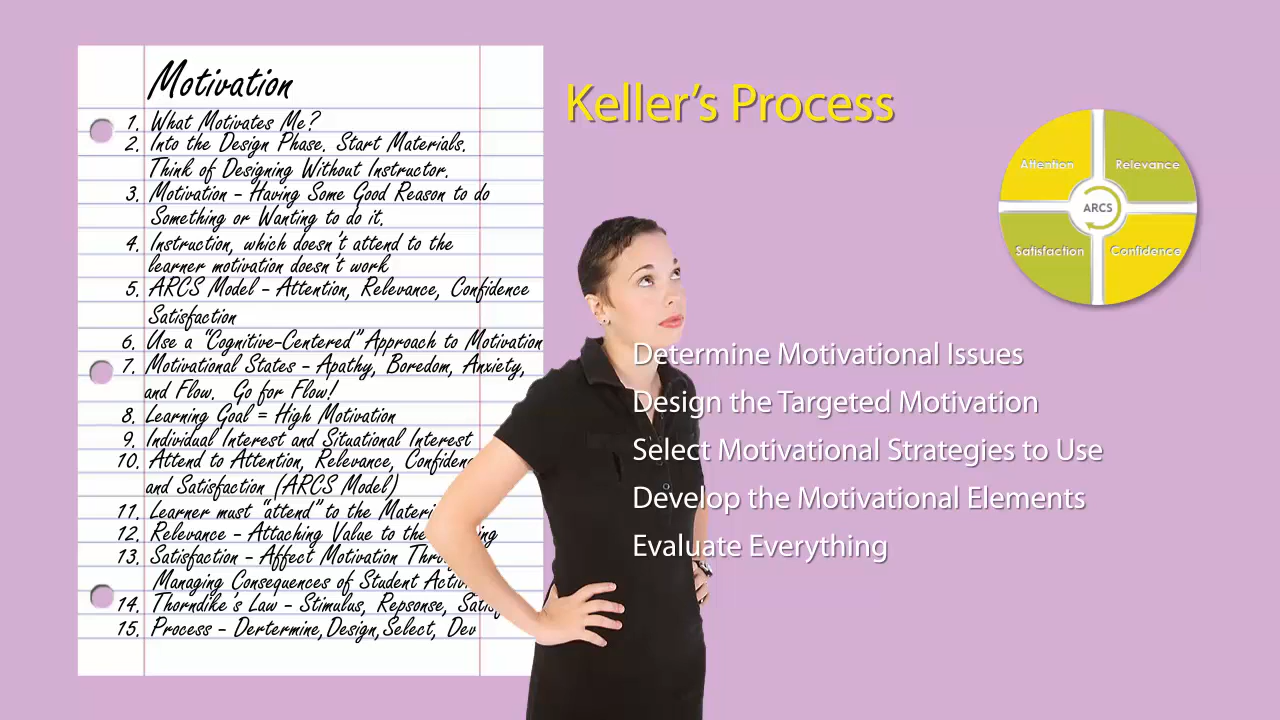 Motivation
1. What Motivates Me?
2. Into the Design Phase. Start Materials.
Think of Designing Without Instructor.
3. Motivation - Having Some Good Reason to do
Something or Wanting to do it.
4. Instruction, which doesn't attend to the
learner motivation doesn't work
5. ARCS Model - Attention, Relevance, Confidence
Satisfaction
6. Use a "Cognitive-Centered" Approach to Motivation
7. Motivational States - Apathy, Boredom, Anxiety,
and Flow. Go for Flow!
8. Learning Goal = High Motivation
9. Individual Interest and Situational Interest
10. Attend to Attention, Relevance, Confidenc
and Satisfaction (ARCS Model)
11. Learner must "attend" to the Materi
12. Relevance - Attaching Value to the ing
13. Satisfaction - Affect Motivation Thro
Managing Consequences of Student Activ
14. Thorndike's Law - Stimulus, Repsonse, Satisf
15. Process - Dertermine,Design,Select, Dev
Keller's Process
Attention
Relevance
ARCS
Satisfaction
Confidence
Determine Motivational Issues
Design the Targeted Motivation
Select Motivational Strategies to Use
Develop the Motivational Elements
Evaluate Everything